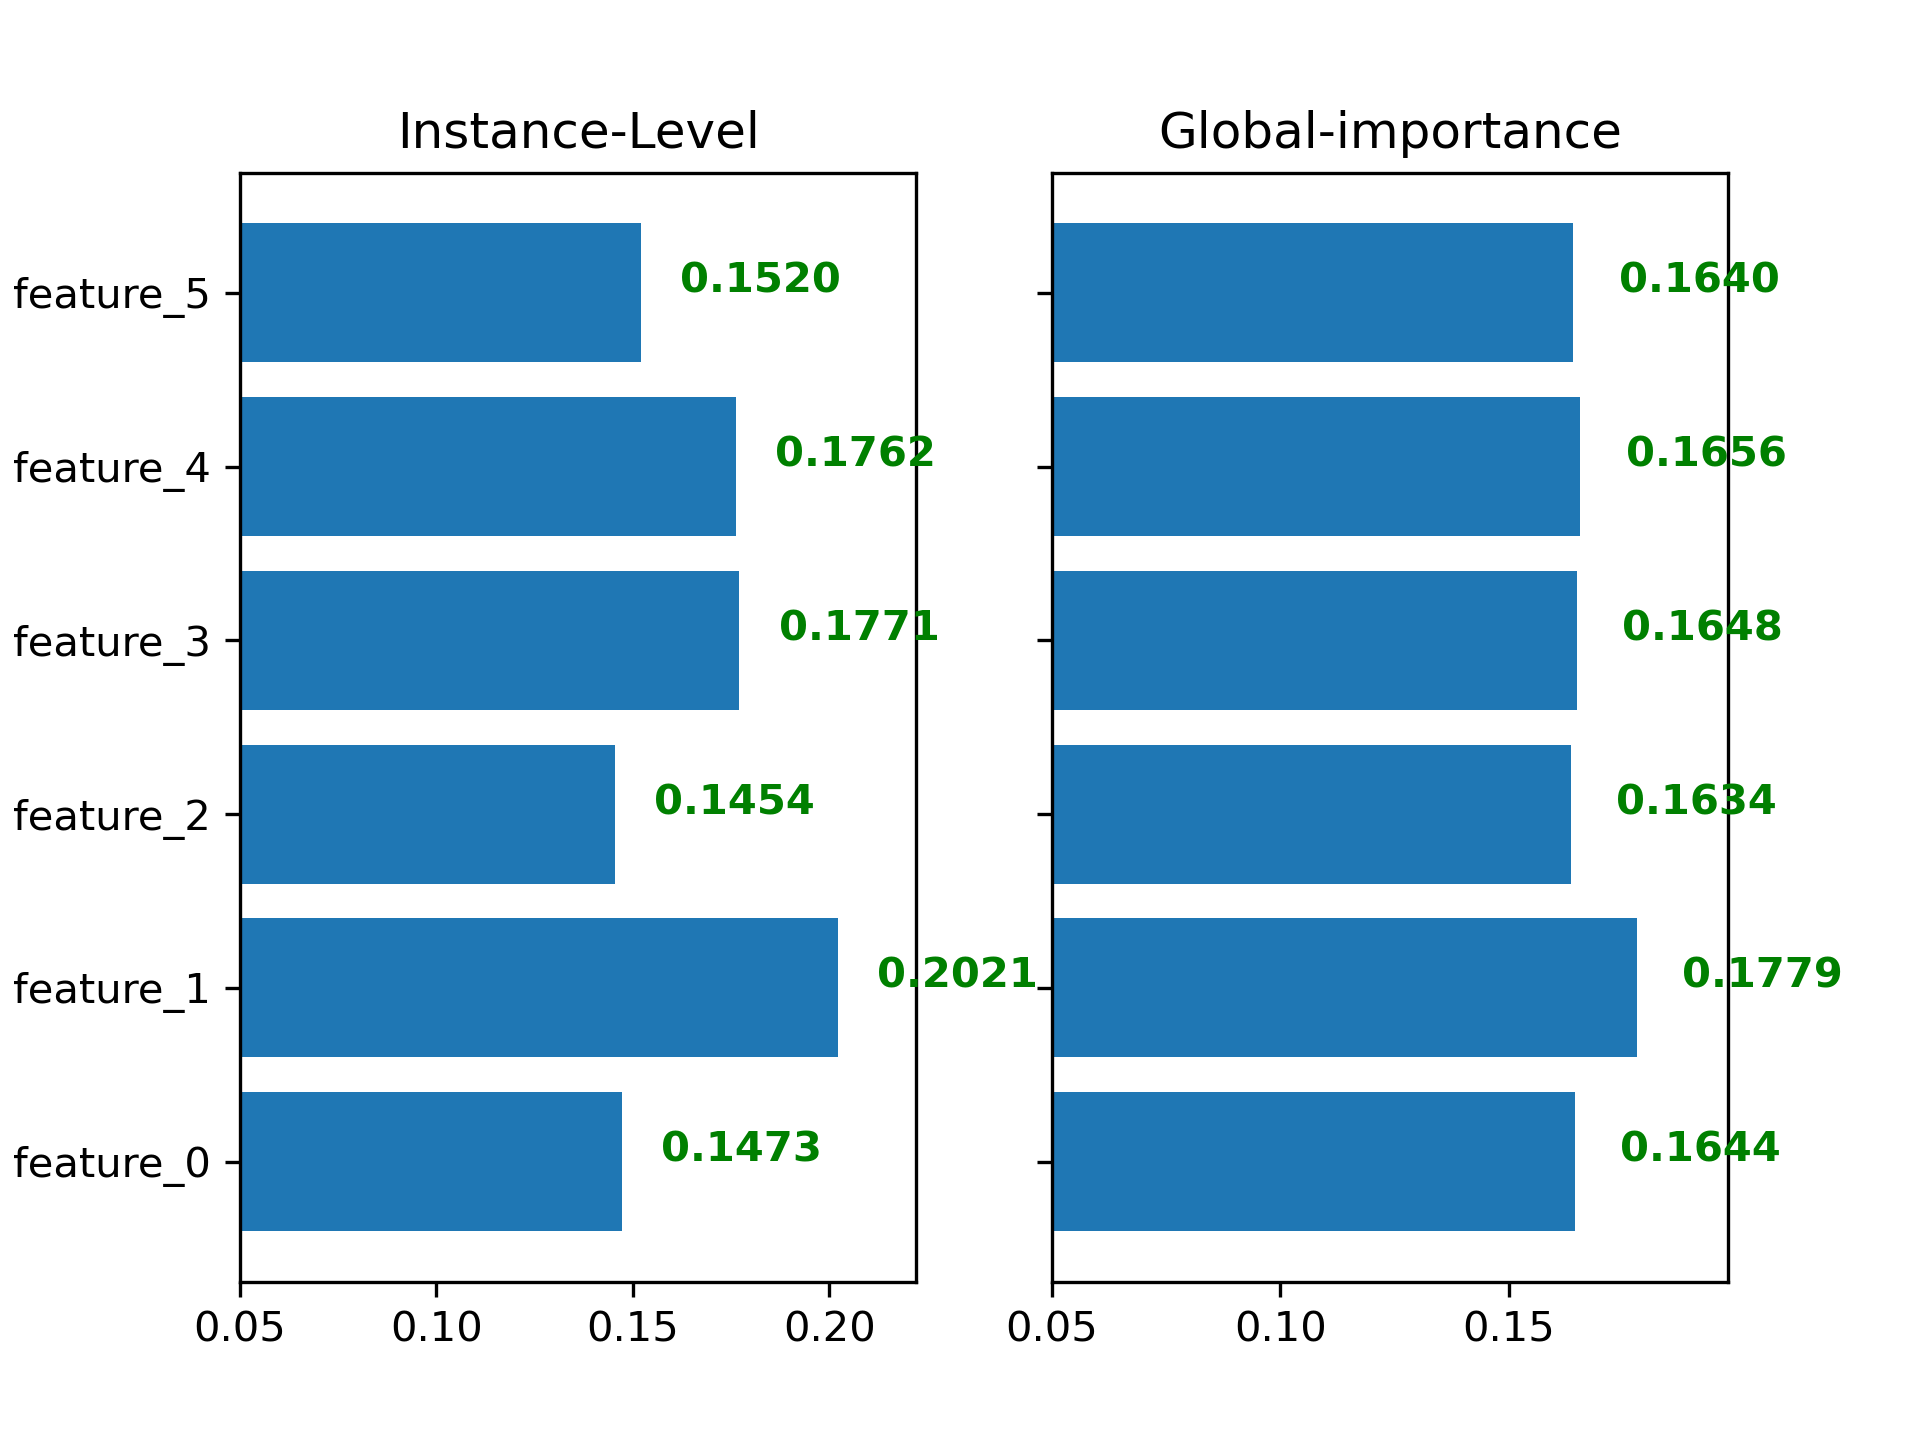 Instance-Level
feature_5
0.1520
feature_4
0.1762
feature_3
0.1771
feature_2
0.1454
feature_1
0.2021
feature_0
0.1473
0.05 0.10 0.15 0.20
Global-importance
0.1640
0.1656
0.1648
0.1634
0.1779
0.1644
0.05 0.10 0.15